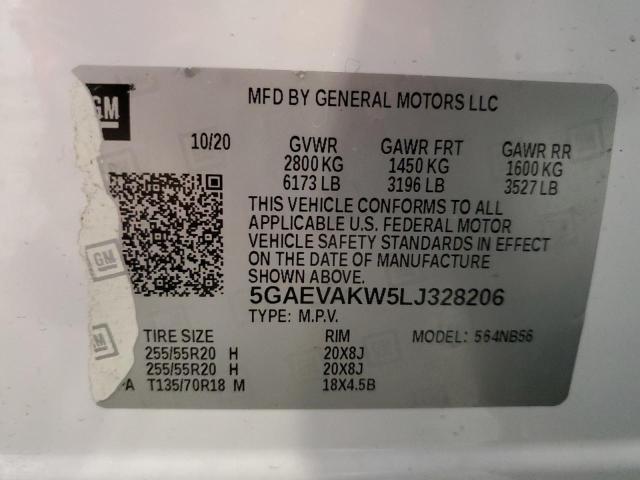 GM
MFD BY GENERAL MOTORS LLC
10/20 GVWR GAWR FRT GAWR RR
2800 KG 1450 KG 1600 KG
6173 LB 3196 LB 3527 LB
THIS VEHICLE CONFORMS TO ALL
APPLICABLE U.S. FEDERAL MOTOR
VEHICLE SAFETY STANDARDS IN EFFECT
ON THE DATE OF MANUFACTURE
SHOWN ABOVE.
5GAEVAKW5LJ328206
TYPE: M.P.V.
TIRE SIZE RIM MODEL: 564NB56
255/55R20 H 20X8J
255/55R20 H 20X8J
PA T135/70R18 M 18X4.5B